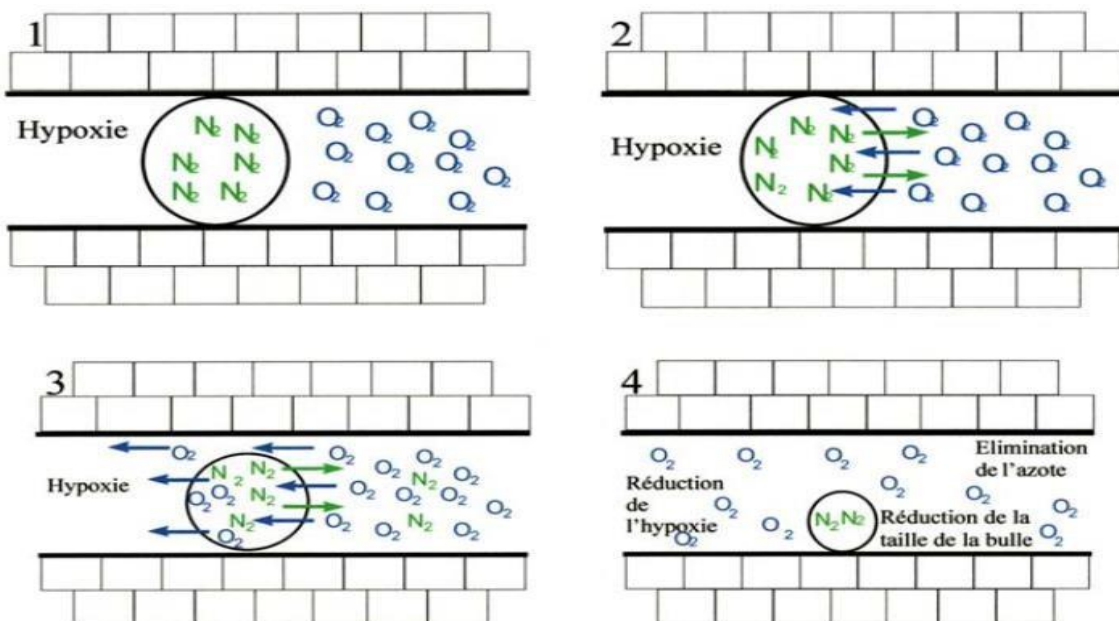 1
N2 N2 O2 O2 O2 O2
Hypoxie
N2 N2 O2 O2 O2 O2
N2 N2 O2 O2 O2
2
N2 N2 O2 O2 O2 O2
Hypoxie
N2 N2 O2 O2 O2 O2
N2 N2 O2 O2 O2
3
O2 O2 O2 O2 O2
N2 N2 N2
Hypoxie
O2 O2 N2 O2 O2 O2 O2 O2
N2 O2 O2 N2 O2
O2
4
O2 O2 O2 O2
Elimination
de l'azote
Réduction
de
l'hypoxie
O2 O2 O2 O2
O2 O2
N2 N2
Réduction de la
taille de la bulle